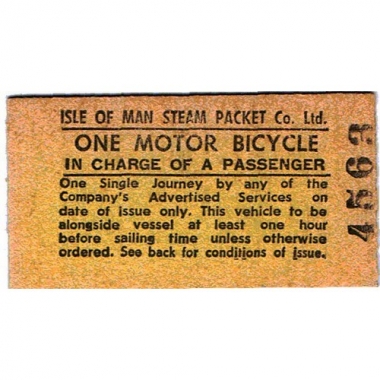 ISLE OF MAN STEAM PACKET Co. Ltd.
ONE MOTOR BICYCLE
IN CHARGE OF A PASSENGER
One Single Journey by any of the
Company's Advertised Services on
date of issue only. This vehicle to be
alongside vessel at least one hour
before sailing time unless otherwise
ordered. See back for conditions of issue.
4563